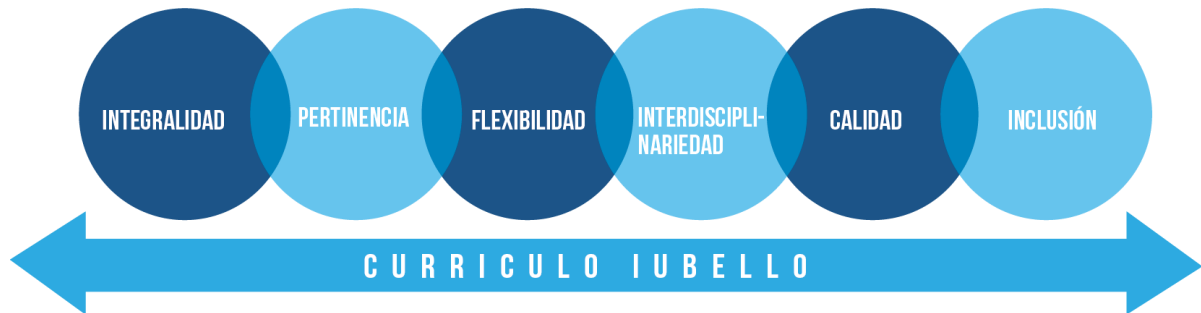 INTEGRALIDAD
PERTINENCIA
FLEXIBILIDAD
INTERDISCIPLI-
NARIEDAD
CALIDAD
INCLUSIÓN
CURRICULO IUBELLO